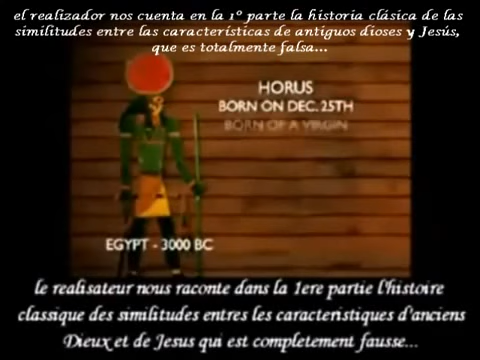 el realizador nos cuenta en la 1º parte la historia clásica de las
similitudes entre las características de antiguos dioses y Jesús,
que es totalmente falsa...
HORUS
BORN ON DEC. 25TH
BORN OF A VIRGIN
EGYPT - 3000 BC
le realisateur nous raconte dans la 1ere partie l'histoire
classique des similitudes entres les caracteristiques d'anciens
Dieux et de Jesus qui est completement fausse...